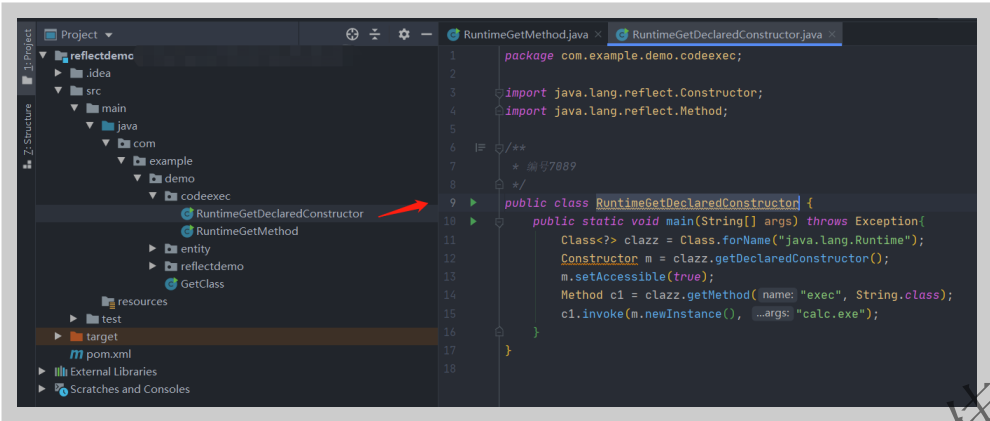 1: Project
Z: Structure
Project
reflectdemo
.idea
src
main
java
com
example
demo
codeexec
RuntimeGetDeclaredConstructor
RuntimeGetMethod
entity
reflectdemo
GetClass
resources
test
target
pom.xml
External Libraries
Scratches and Consoles
RuntimeGetMethod.java × RuntimeGetDeclaredConstructor.java ×
1 package com.example.demo.codeexec;
2
3 import java.lang.reflect.Constructor;
4 import java.lang.reflect.Method;
5
6 /**
7 * 编号7089
8 */
9 public class RuntimeGetDeclaredConstructor {
10 public static void main(String[] args) throws Exception{
11 Class<?> clazz = Class.forName("java.lang.Runtime");
12 Constructor m = clazz.getDeclaredConstructor();
13 m.setAccessible(true);
14 Method c1 = clazz.getMethod( name: "exec", String.class);
15 c1.invoke(m.newInstance(), ...args: "calc.exe");
16 }
17 }
18